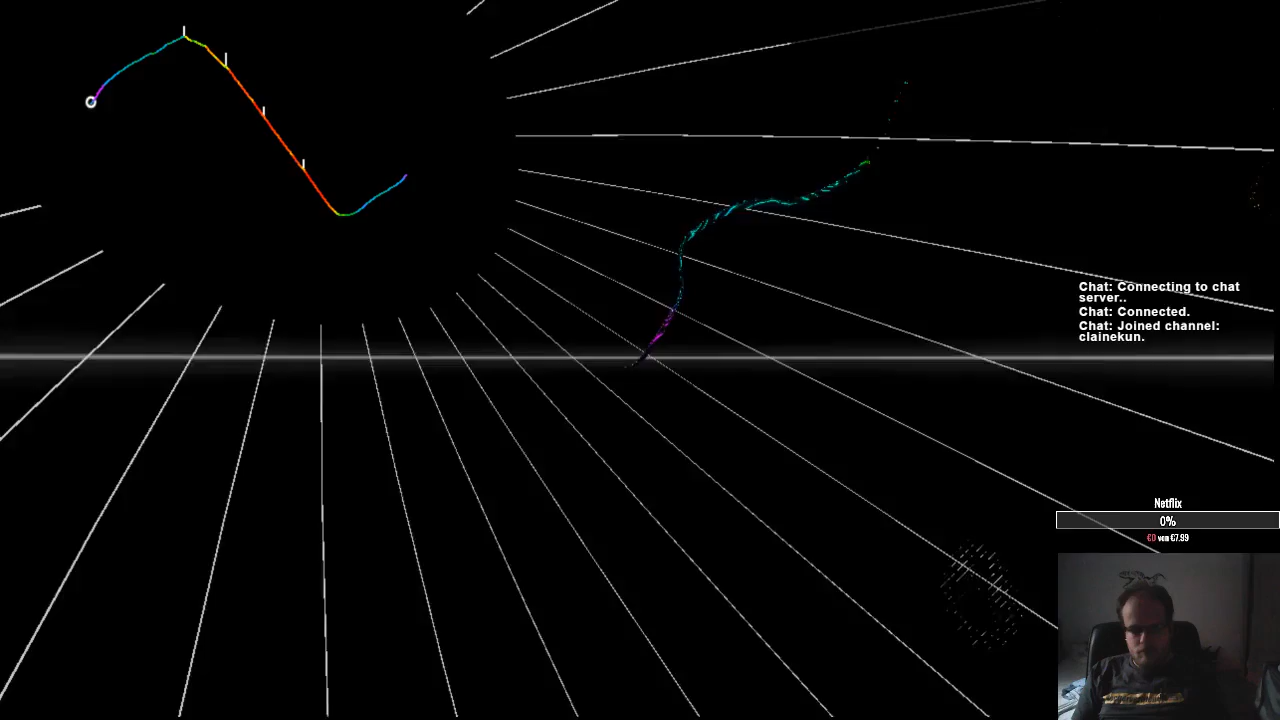 Chat: Connecting to chat
server..
Chat: Connected.
Chat: Joined channel:
clainekun.
Netflix
0%
€0 von €7.99